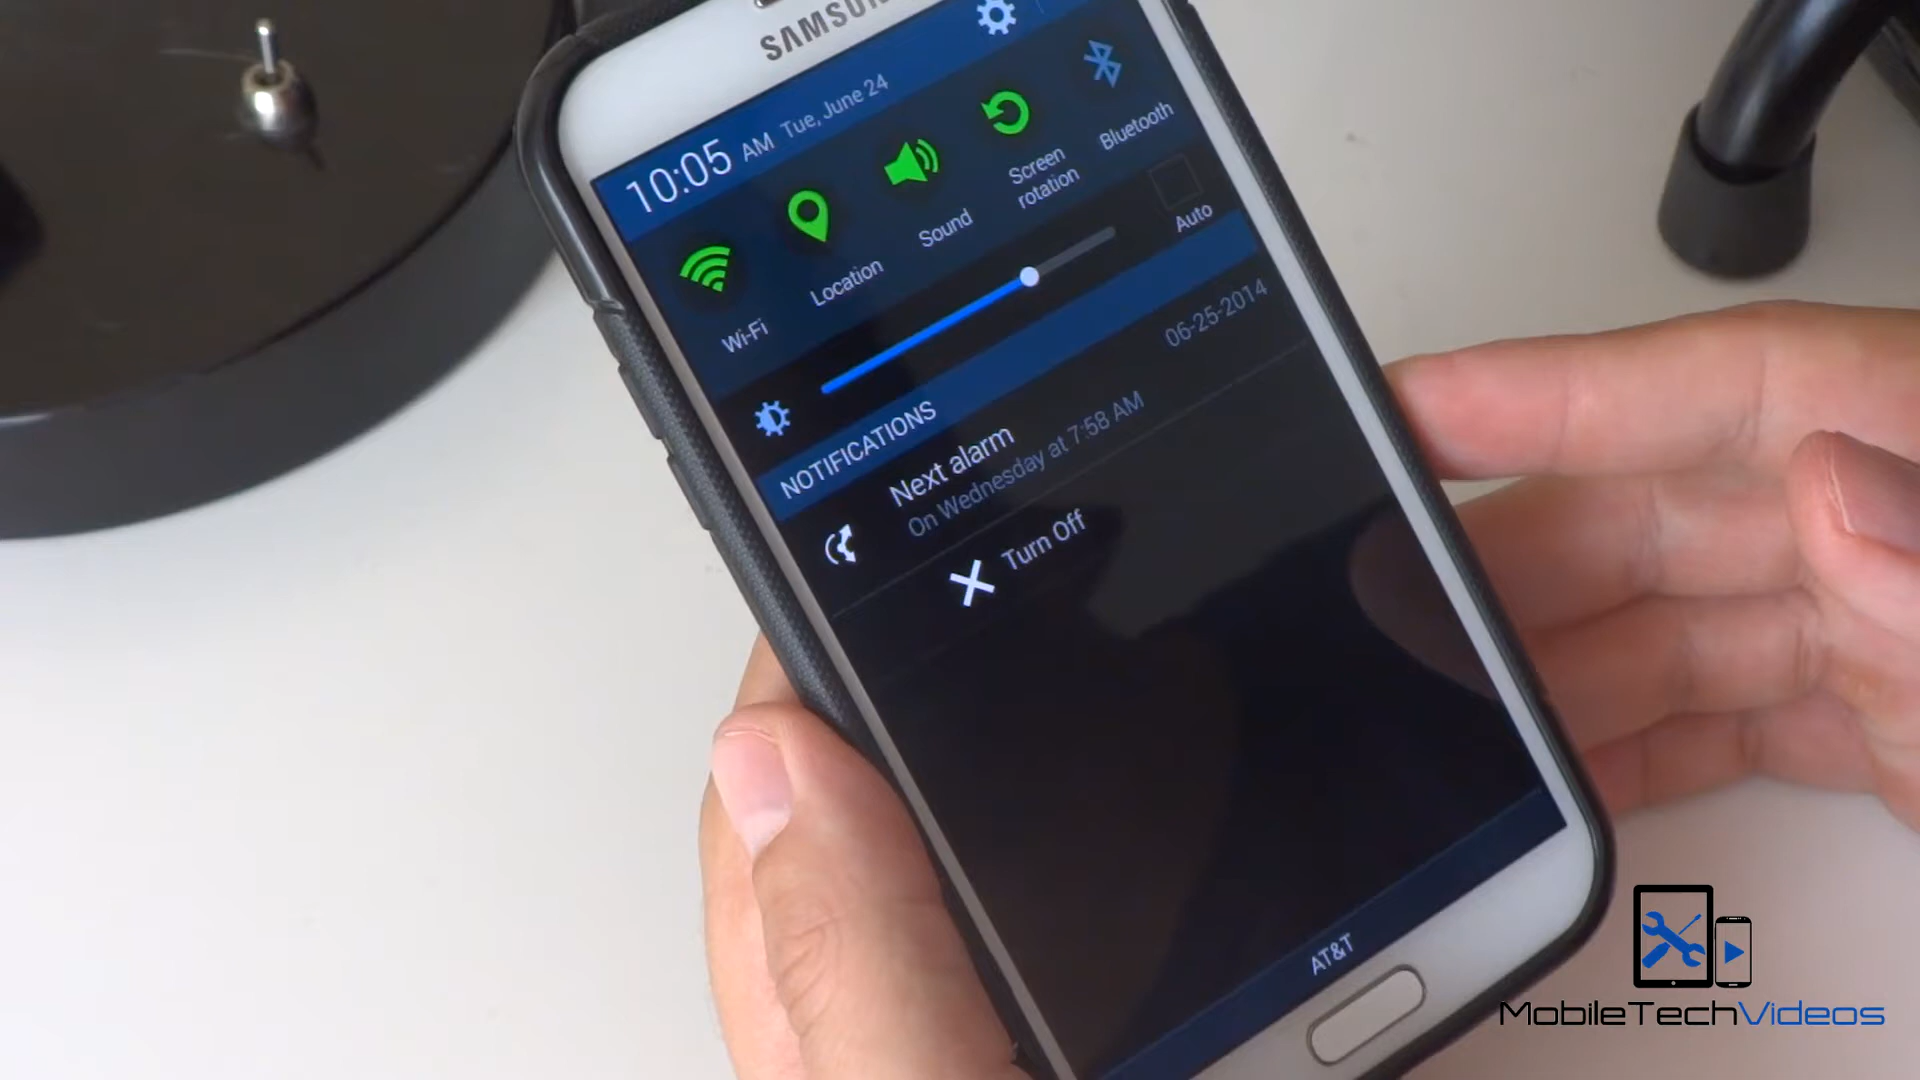 SAMSUNG
10:05 AM Tue, June 24
Wi-Fi
Location
Sound
Screen
rotation
Bluetooth
Auto
NOTIFICATIONS
Next alarm
06-25-2014
On Wednesday at 7:58 AM
Turn Off
AT&T
MobileTechVideos